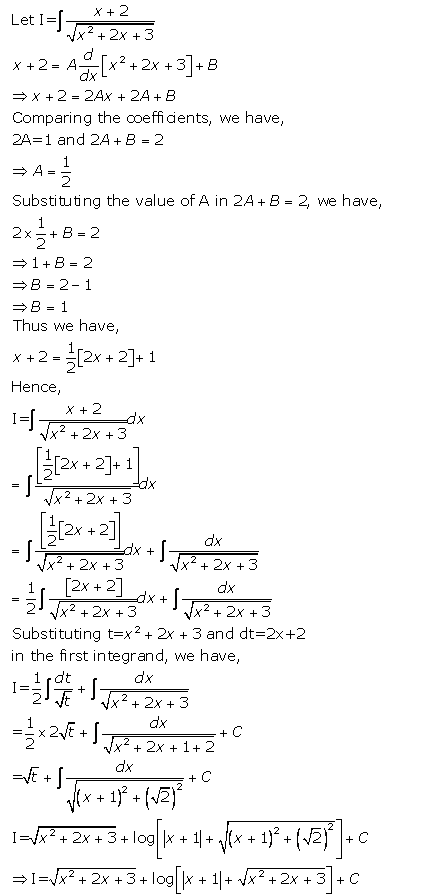 Let I=∫ (x + 2)/√(x² + 2x + 3)
x + 2 = A d/dx [x² + 2x + 3] + B
⇒ x + 2 = 2Ax + 2A + B
Comparing the coefficients, we have,
2A=1 and 2A + B = 2
⇒ A = 1/2
Substituting the value of A in 2A + B = 2, we have,
2 × 1/2 + B = 2
⇒ 1 + B = 2
⇒ B = 2 − 1
⇒ B = 1
Thus we have,
x + 2 = 1/2 [2x + 2] + 1
Hence,
I=∫ (x + 2)/√(x² + 2x + 3) dx
= ∫ [1/2 [2x + 2] + 1]/√(x² + 2x + 3) dx
= ∫ [1/2 [2x + 2]]/√(x² + 2x + 3) dx + ∫ dx/√(x² + 2x + 3)
= 1/2 ∫ [2x + 2]/√(x² + 2x + 3) dx + ∫ dx/√(x² + 2x + 3)
Substituting t=x² + 2x + 3 and dt=2x+2
in the first integrand, we have,
I=1/2 ∫ dt/√t + ∫ dx/√(x² + 2x + 3)
=1/2 × 2√t + ∫ dx/√(x² + 2x + 1 + 2) + C
=√t + ∫ dx/√((x + 1)² + (√2)²) + C
I=√(x² + 2x + 3) + log[|x + 1| + √((x + 1)² + (√2)²)] + C
⇒ I=√(x² + 2x + 3) + log[|x + 1| + √(x² + 2x + 3)] + C